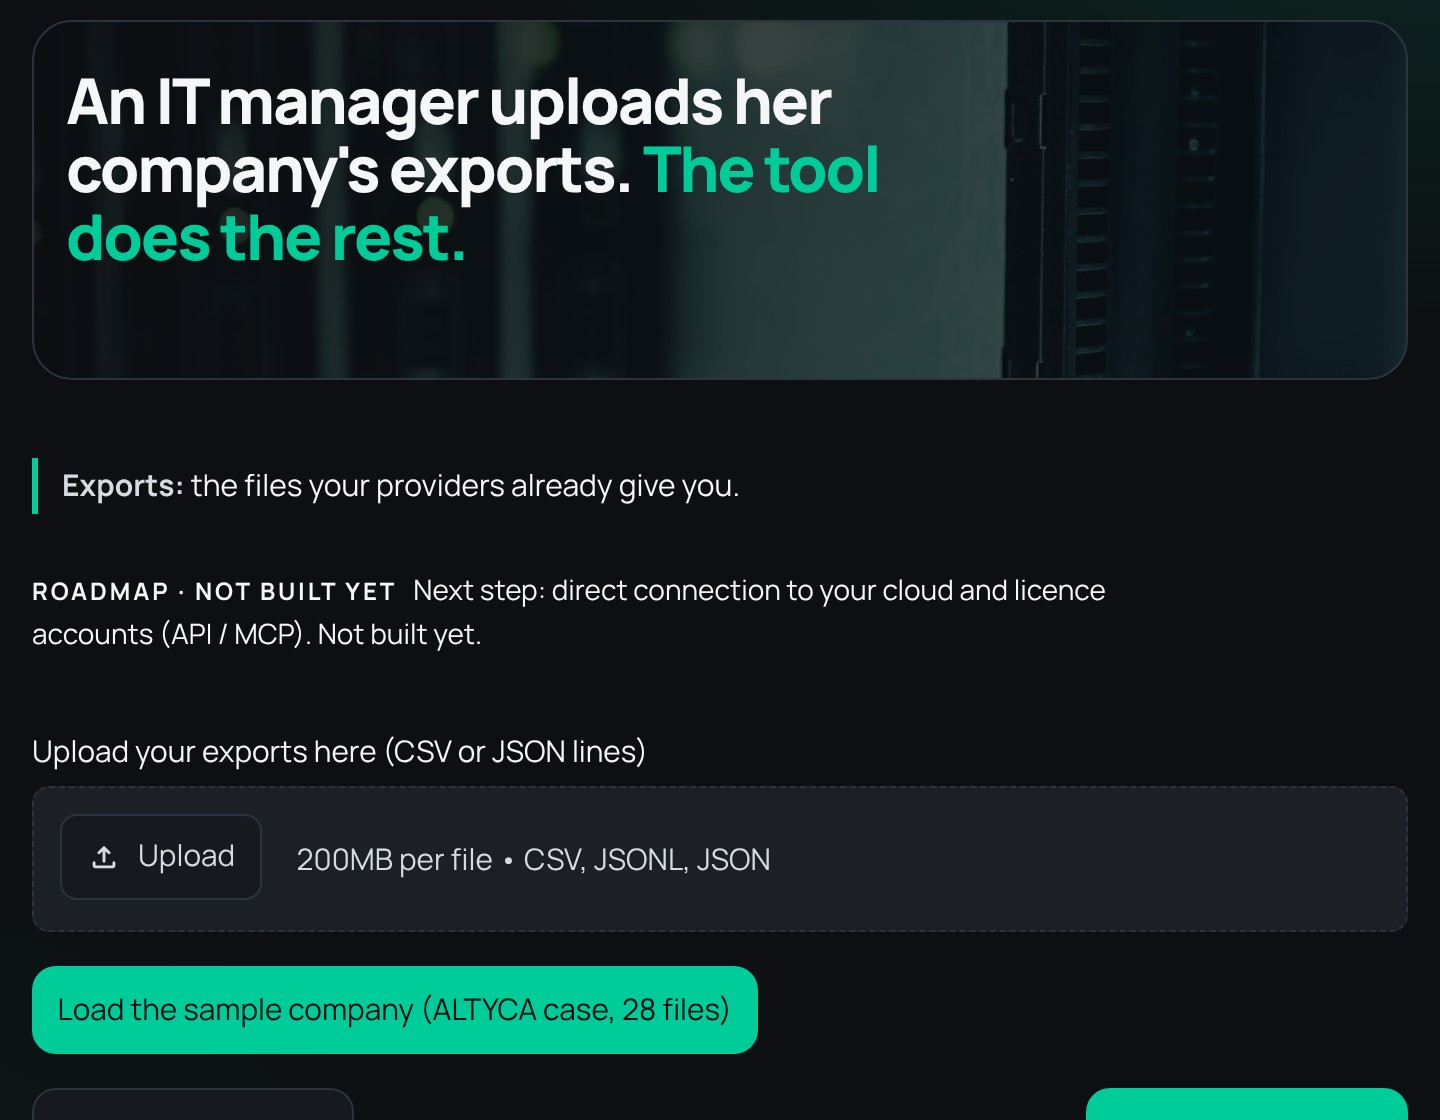 An IT manager uploads her
company's exports. The tool
does the rest.
Exports: the files your providers already give you.
ROADMAP · NOT BUILT YET Next step: direct connection to your cloud and licence
accounts (API / MCP). Not built yet.
Upload your exports here (CSV or JSON lines)
Upload
200MB per file • CSV, JSONL, JSON
Load the sample company (ALTYCA case, 28 files)